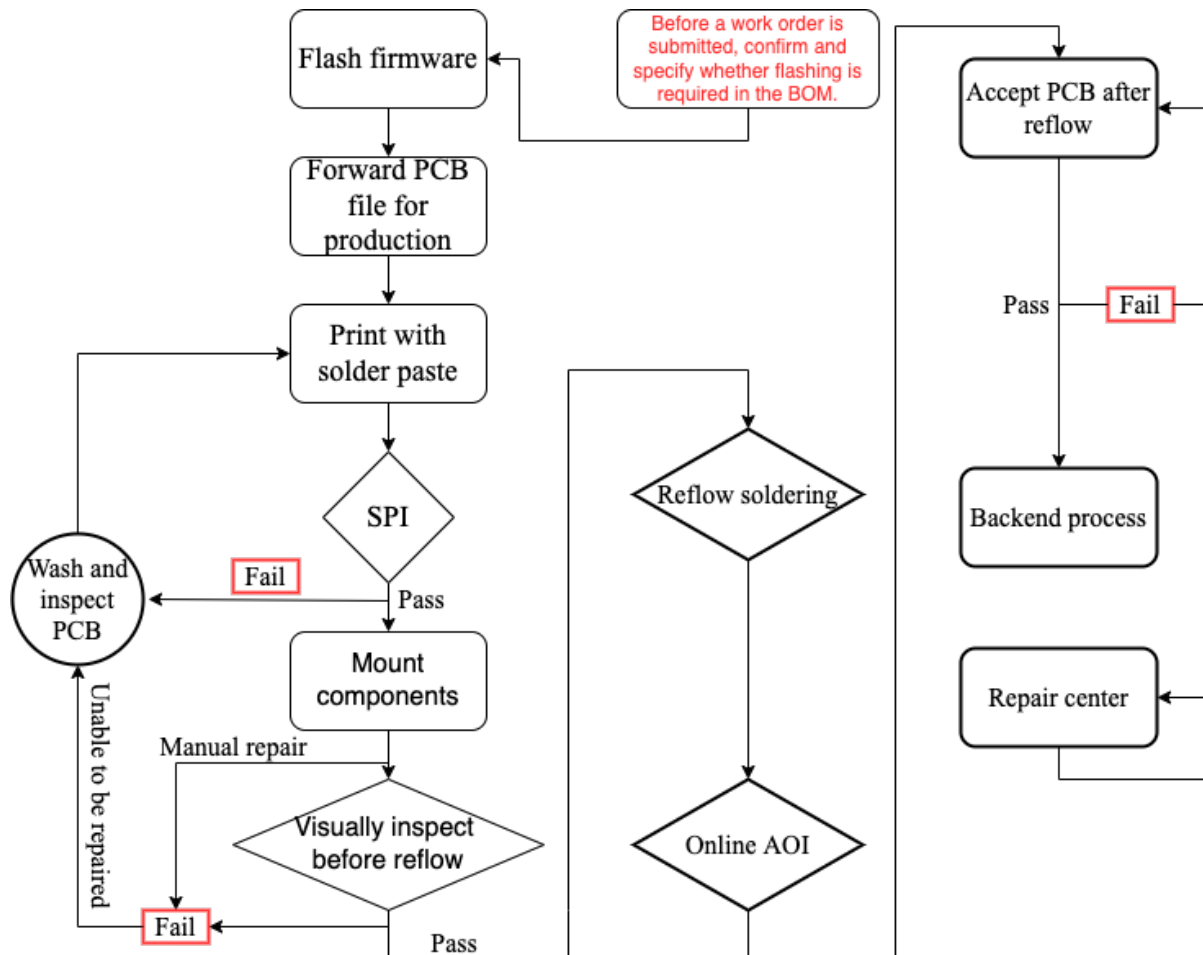 Flash firmware
Before a work order is
submitted, confirm and
specify whether flashing is
required in the BOM.
Forward PCB
file for
production
Print with
solder paste
SPI
Fail
Pass
Wash and
inspect
PCB
Mount
components
Manual repair
Unable to be repaired
Visually inspect
before reflow
Fail
Pass
Reflow soldering
Online AOI
Accept PCB after
reflow
Pass
Fail
Backend process
Repair center